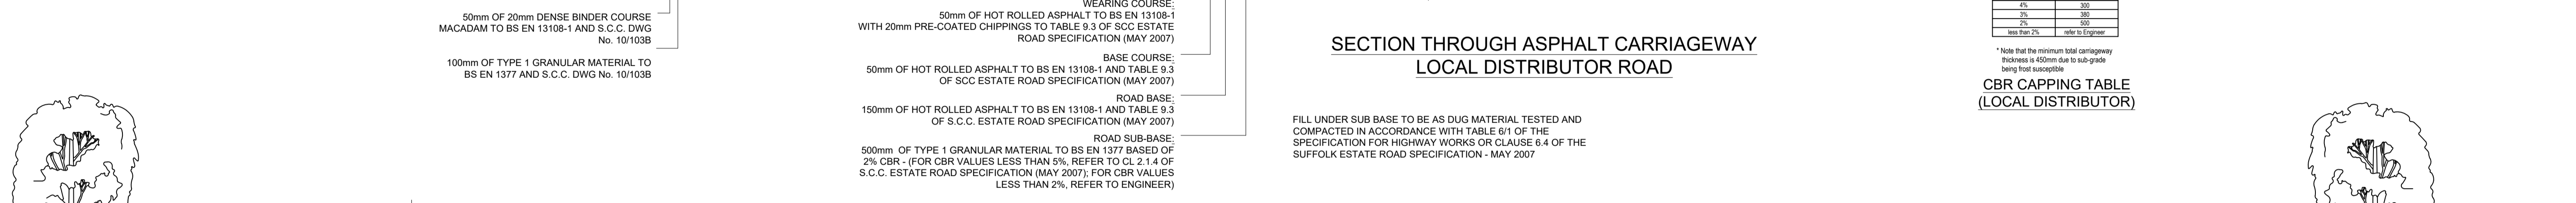 50mm OF 20mm DENSE BINDER COURSE
MACADAM TO BS EN 13108-1 AND S.C.C. DWG
No. 10/103B
100mm OF TYPE 1 GRANULAR MATERIAL TO
BS EN 1377 AND S.C.C. DWG No. 10/103B
WEARING COURSE:
50mm OF HOT ROLLED ASPHALT TO BS EN 13108-1
WITH 20mm PRE-COATED CHIPPINGS TO TABLE 9.3 OF SCC ESTATE
ROAD SPECIFICATION (MAY 2007)
BASE COURSE:
50mm OF HOT ROLLED ASPHALT TO BS EN 13108-1 AND TABLE 9.3
OF SCC ESTATE ROAD SPECIFICATION (MAY 2007)
ROAD BASE:
150mm OF HOT ROLLED ASPHALT TO BS EN 13108-1 AND TABLE 9.3
OF S.C.C. ESTATE ROAD SPECIFICATION (MAY 2007)
ROAD SUB-BASE:
500mm OF TYPE 1 GRANULAR MATERIAL TO BS EN 1377 BASED OF
2% CBR - (FOR CBR VALUES LESS THAN 5%, REFER TO CL 2.1.4 OF
S.C.C. ESTATE ROAD SPECIFICATION (MAY 2007); FOR CBR VALUES
LESS THAN 2%, REFER TO ENGINEER)
SECTION THROUGH ASPHALT CARRIAGEWAY
LOCAL DISTRIBUTOR ROAD
FILL UNDER SUB BASE TO BE AS DUG MATERIAL TESTED AND
COMPACTED IN ACCORDANCE WITH TABLE 6/1 OF THE
SPECIFICATION FOR HIGHWAY WORKS OR CLAUSE 6.4 OF THE
SUFFOLK ESTATE ROAD SPECIFICATION - MAY 2007
4% 300
3% 380
2% 500
less than 2% refer to Engineer
* Note that the minimum total carriageway
thickness is 450mm due to sub-grade
being frost susceptible
CBR CAPPING TABLE
(LOCAL DISTRIBUTOR)